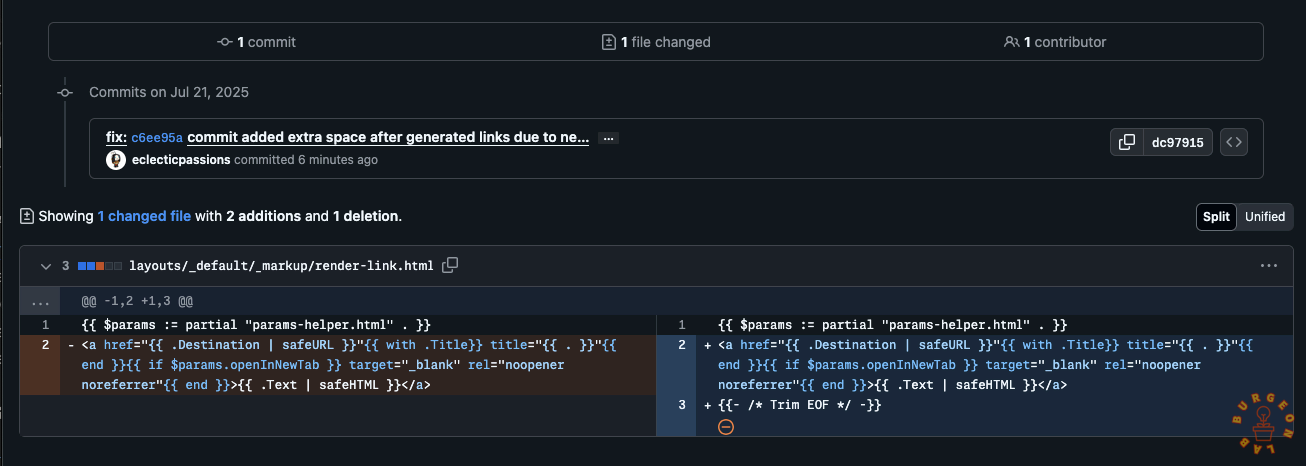 1 commit
1 file changed
1 contributor
Commits on Jul 21, 2025
fix: c6ee95a commit added extra space after generated links due to ne... …
eclecticpassions committed 6 minutes ago
dc97915
Showing 1 changed file with 2 additions and 1 deletion.
Split Unified
3 layouts/_default/_markup/render-link.html
... @@ -1,2 +1,3 @@
1 {{ $params := partial "params-helper.html" . }}
2 - <a href="{{ .Destination | safeURL }}"{{ with .Title}} title="{{ . }}"{{
end }}{{ if $params.openInNewTab }} target="_blank" rel="noopener
noreferrer"{{ end }}>{{ .Text | safeHTML }}</a>
1 {{ $params := partial "params-helper.html" . }}
2 + <a href="{{ .Destination | safeURL }}"{{ with .Title}} title="{{ . }}"{{
end }}{{ if $params.openInNewTab }} target="_blank" rel="noopener
noreferrer"{{ end }}>{{ .Text | safeHTML }}</a>
3 + {{- /* Trim EOF */ -}}
BURGEON
LAB